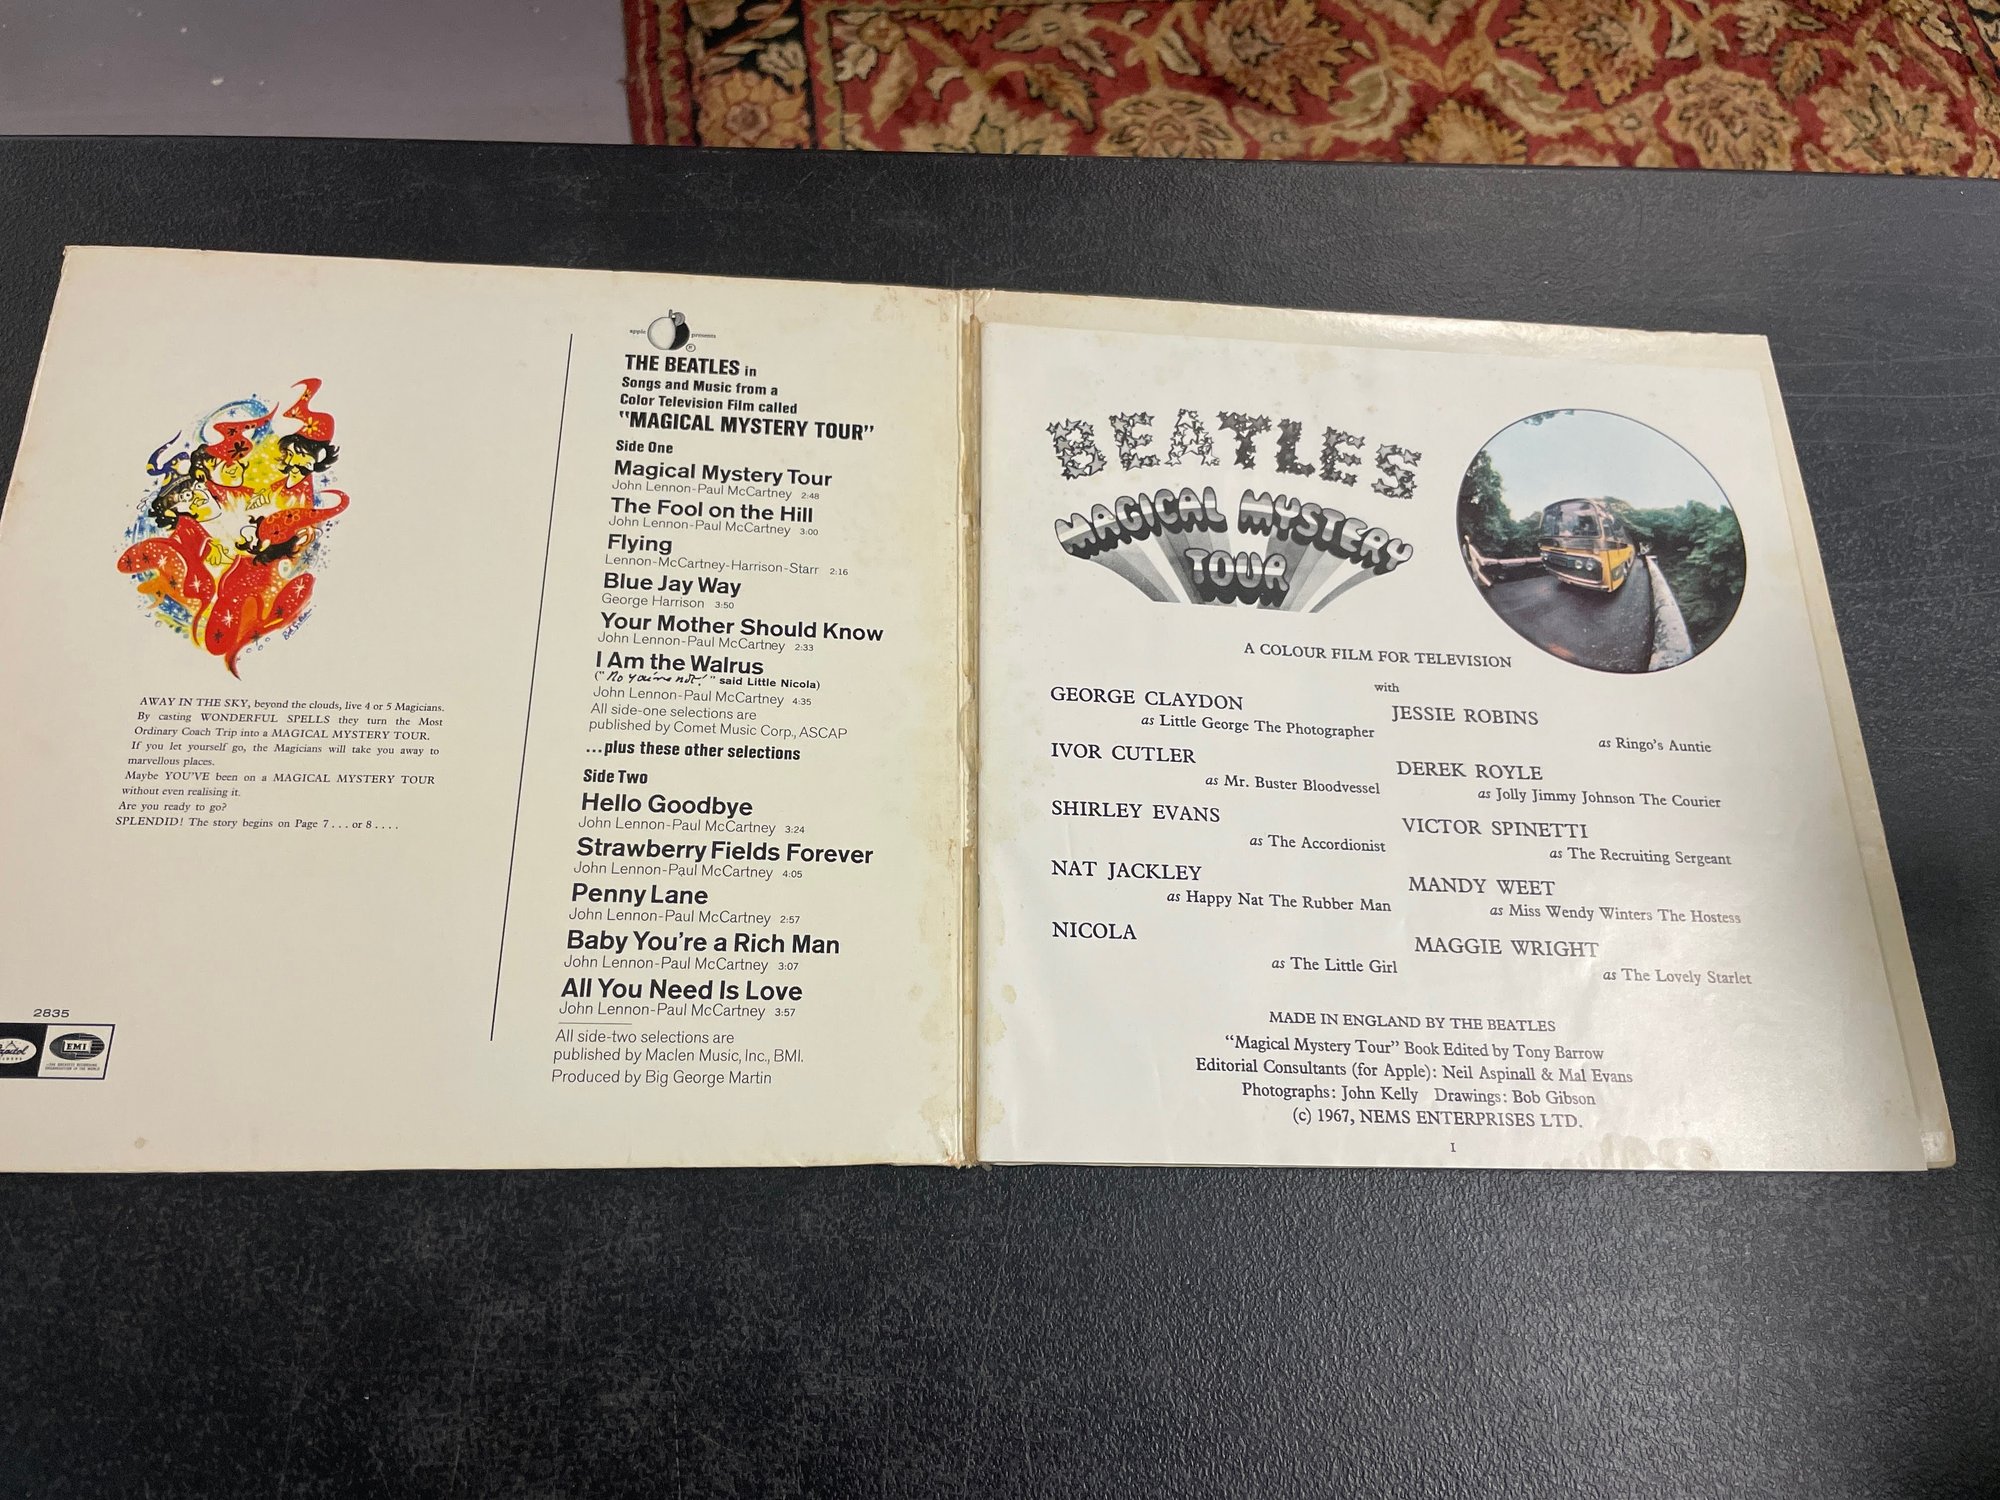 AWAY IN THE SKY, beyond the clouds, live 4 or 5 Magicians.
By casting WONDERFUL SPELLS they turn the Most
Ordinary Coach Trip into a MAGICAL MYSTERY TOUR.
If you let yourself go, the Magicians will take you away to
marvellous places.
Maybe YOU'VE been on a MAGICAL MYSTERY TOUR
without even realising it.
Are you ready to go?
SPLENDID! The story begins on Page 7 . . . or 8 . . . .
2835
EMI
apple presents
THE BEATLES in
Songs and Music from a
Color Television Film called
"MAGICAL MYSTERY TOUR"
Side One
Magical Mystery Tour
John Lennon-Paul McCartney 2:48
The Fool on the Hill
John Lennon-Paul McCartney 3:00
Flying
Lennon-McCartney-Harrison-Starr 2:16
Blue Jay Way
George Harrison 3:50
Your Mother Should Know
John Lennon-Paul McCartney 2:33
I Am the Walrus
("No you're not!" said Little Nicola)
John Lennon-Paul McCartney 4:35
All side-one selections are
published by Comet Music Corp., ASCAP
...plus these other selections
Side Two
Hello Goodbye
John Lennon-Paul McCartney 3:24
Strawberry Fields Forever
John Lennon-Paul McCartney 4:05
Penny Lane
John Lennon-Paul McCartney 2:57
Baby You're a Rich Man
John Lennon-Paul McCartney 3:07
All You Need Is Love
John Lennon-Paul McCartney 3:57
All side-two selections are
published by Maclen Music, Inc., BMI.
Produced by Big George Martin
BEATLES
MAGICAL MYSTERY
TOUR
A COLOUR FILM FOR TELEVISION
with
GEORGE CLAYDON
as Little George The Photographer
IVOR CUTLER
as Mr. Buster Bloodvessel
SHIRLEY EVANS
as The Accordionist
NAT JACKLEY
as Happy Nat The Rubber Man
NICOLA
as The Little Girl
JESSIE ROBINS
as Ringo's Auntie
DEREK ROYLE
as Jolly Jimmy Johnson The Courier
VICTOR SPINETTI
as The Recruiting Sergeant
MANDY WEET
as Miss Wendy Winters The Hostess
MAGGIE WRIGHT
as The Lovely Starlet
MADE IN ENGLAND BY THE BEATLES
"Magical Mystery Tour" Book Edited by Tony Barrow
Editorial Consultants (for Apple): Neil Aspinall & Mal Evans
Photographs: John Kelly Drawings: Bob Gibson
(c) 1967, NEMS ENTERPRISES LTD.
1